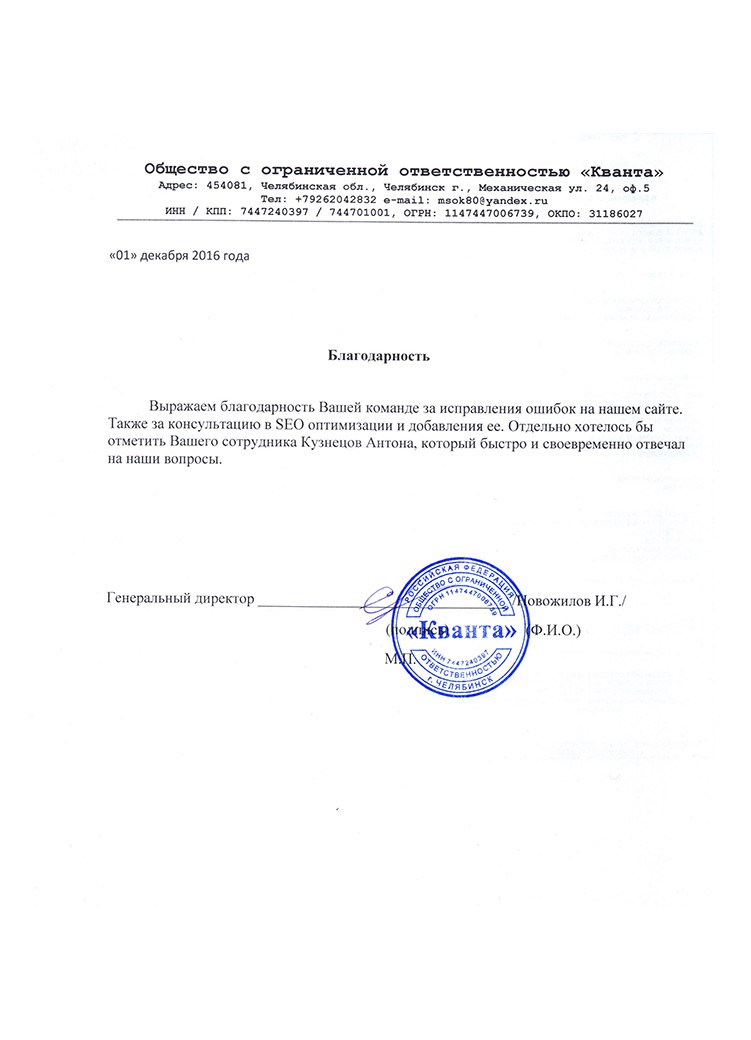 Общество с ограниченной ответственностью «Кванта»
Адрес: 454081, Челябинская обл., Челябинск г., Механическая ул. 24, оф.5
Тел: +79262042832 e-mail: msok80@yandex.ru
ИНН / КПП: 7447240397 / 744701001, ОГРН: 1147447006739, ОКПО: 31186027
«01» декабря 2016 года
Благодарность
Выражаем благодарность Вашей команде за исправления ошибок на нашем сайте.
Также за консультацию в SEO оптимизации и добавления ее. Отдельно хотелось бы
отметить Вашего сотрудника Кузнецов Антона, который быстро и своевременно отвечал
на наши вопросы.
РОССИЙСКАЯ ФЕДЕРАЦИЯ
ОБЩЕСТВО С ОГРАНИЧЕННОЙ
ОГРН 1147447006739
Генеральный директор ____ Новожилов И.Г./
«Кванта»
(подпись) (Ф.И.О.)
ИНН 7447240397
М.П.
ОТВЕТСТВЕННОСТЬЮ
г. ЧЕЛЯБИНСК